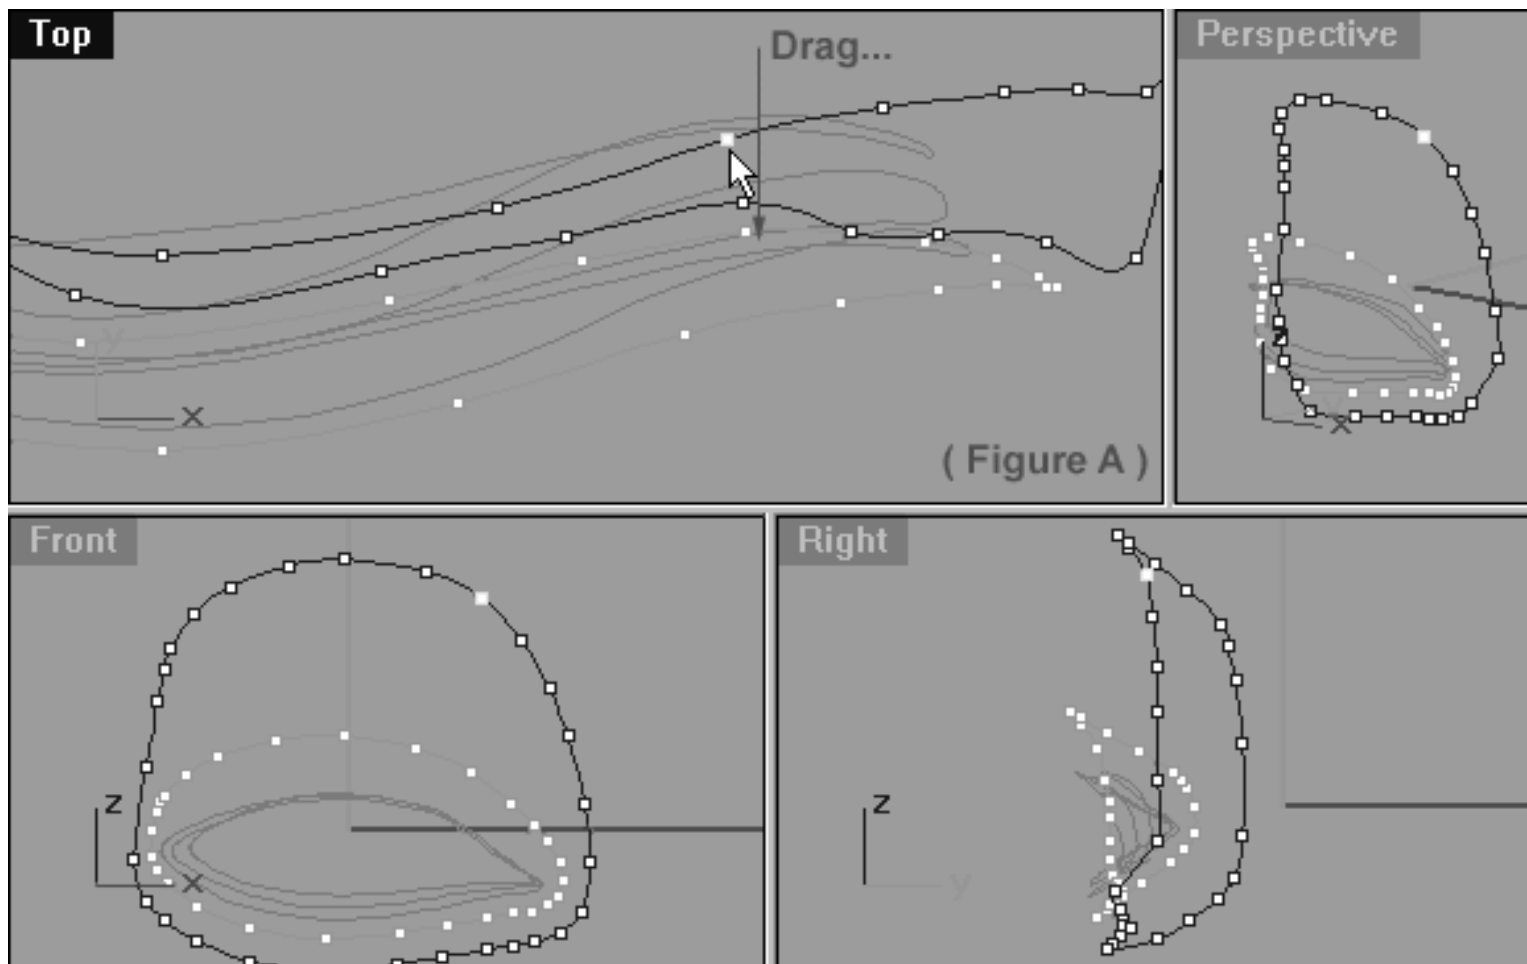 Top
Drag...
Perspective
y
x
( Figure A )
y
x
Front
Right
z
x
z
y